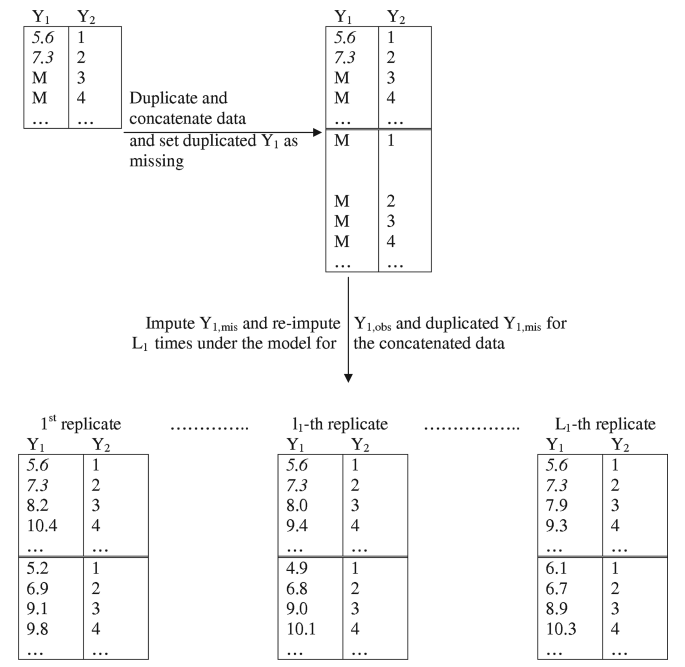 Y1 Y2 Y1 Y2
5.6 1 5.6 1
7.3 2 7.3 2
M 3 M 3
M 4 M 4
… … … …
Duplicate and
concatenate data
and set duplicated Y1 as
missing
M 1
M 2
M 3
M 4
… …
Impute Y1,mis and re-impute Y1,obs and duplicated Y1,mis for
L1 times under the model for the concatenated data
1st replicate ………….. l1-th replicate …………….. L1-th replicate
Y1 Y2 Y1 Y2 Y1 Y2
5.6 1 5.6 1 5.6 1
7.3 2 7.3 2 7.3 2
8.2 3 8.0 3 7.9 3
10.4 4 9.4 4 9.3 4
… … … … … …
5.2 1 4.9 1 6.1 1
6.9 2 6.8 2 6.7 2
9.1 3 9.0 3 8.9 3
9.8 4 10.1 4 10.3 4
… … … … … …